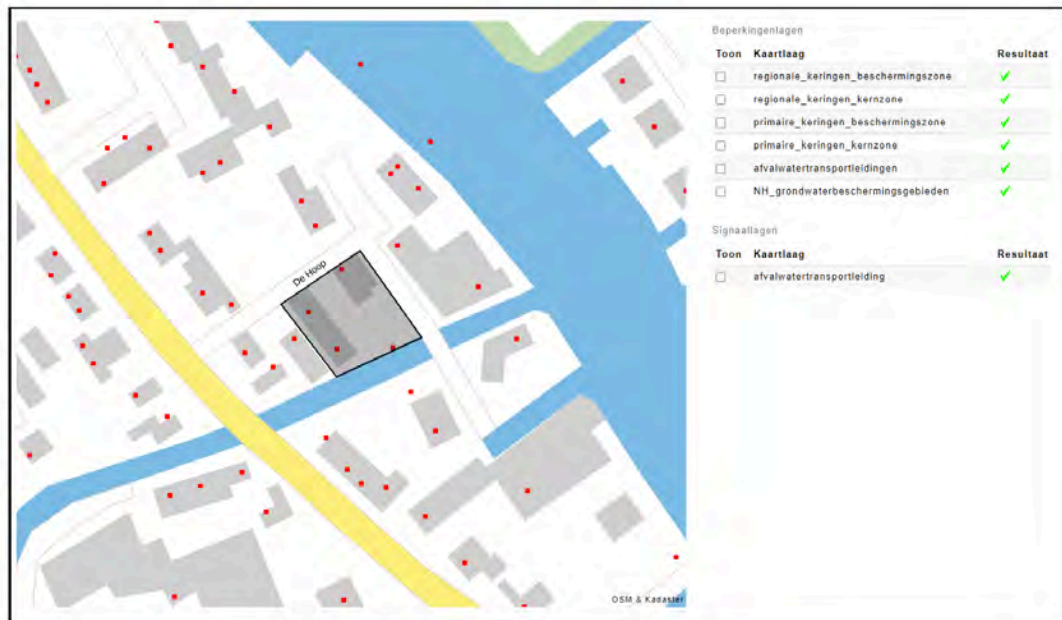 De Hoop
OSM & Kadaster
Beperkingenlagen
Toon Kaartlaag Resultaat
regionale_keringen_beschermingszone
regionale_keringen_kernzone
primaire_keringen_beschermingszone
primaire_keringen_kernzone
afvalwatertransportleidingen
NH_grondwaterbeschermingsgebieden
Signaallagen
Toon Kaartlaag Resultaat
afvalwatertransportleiding